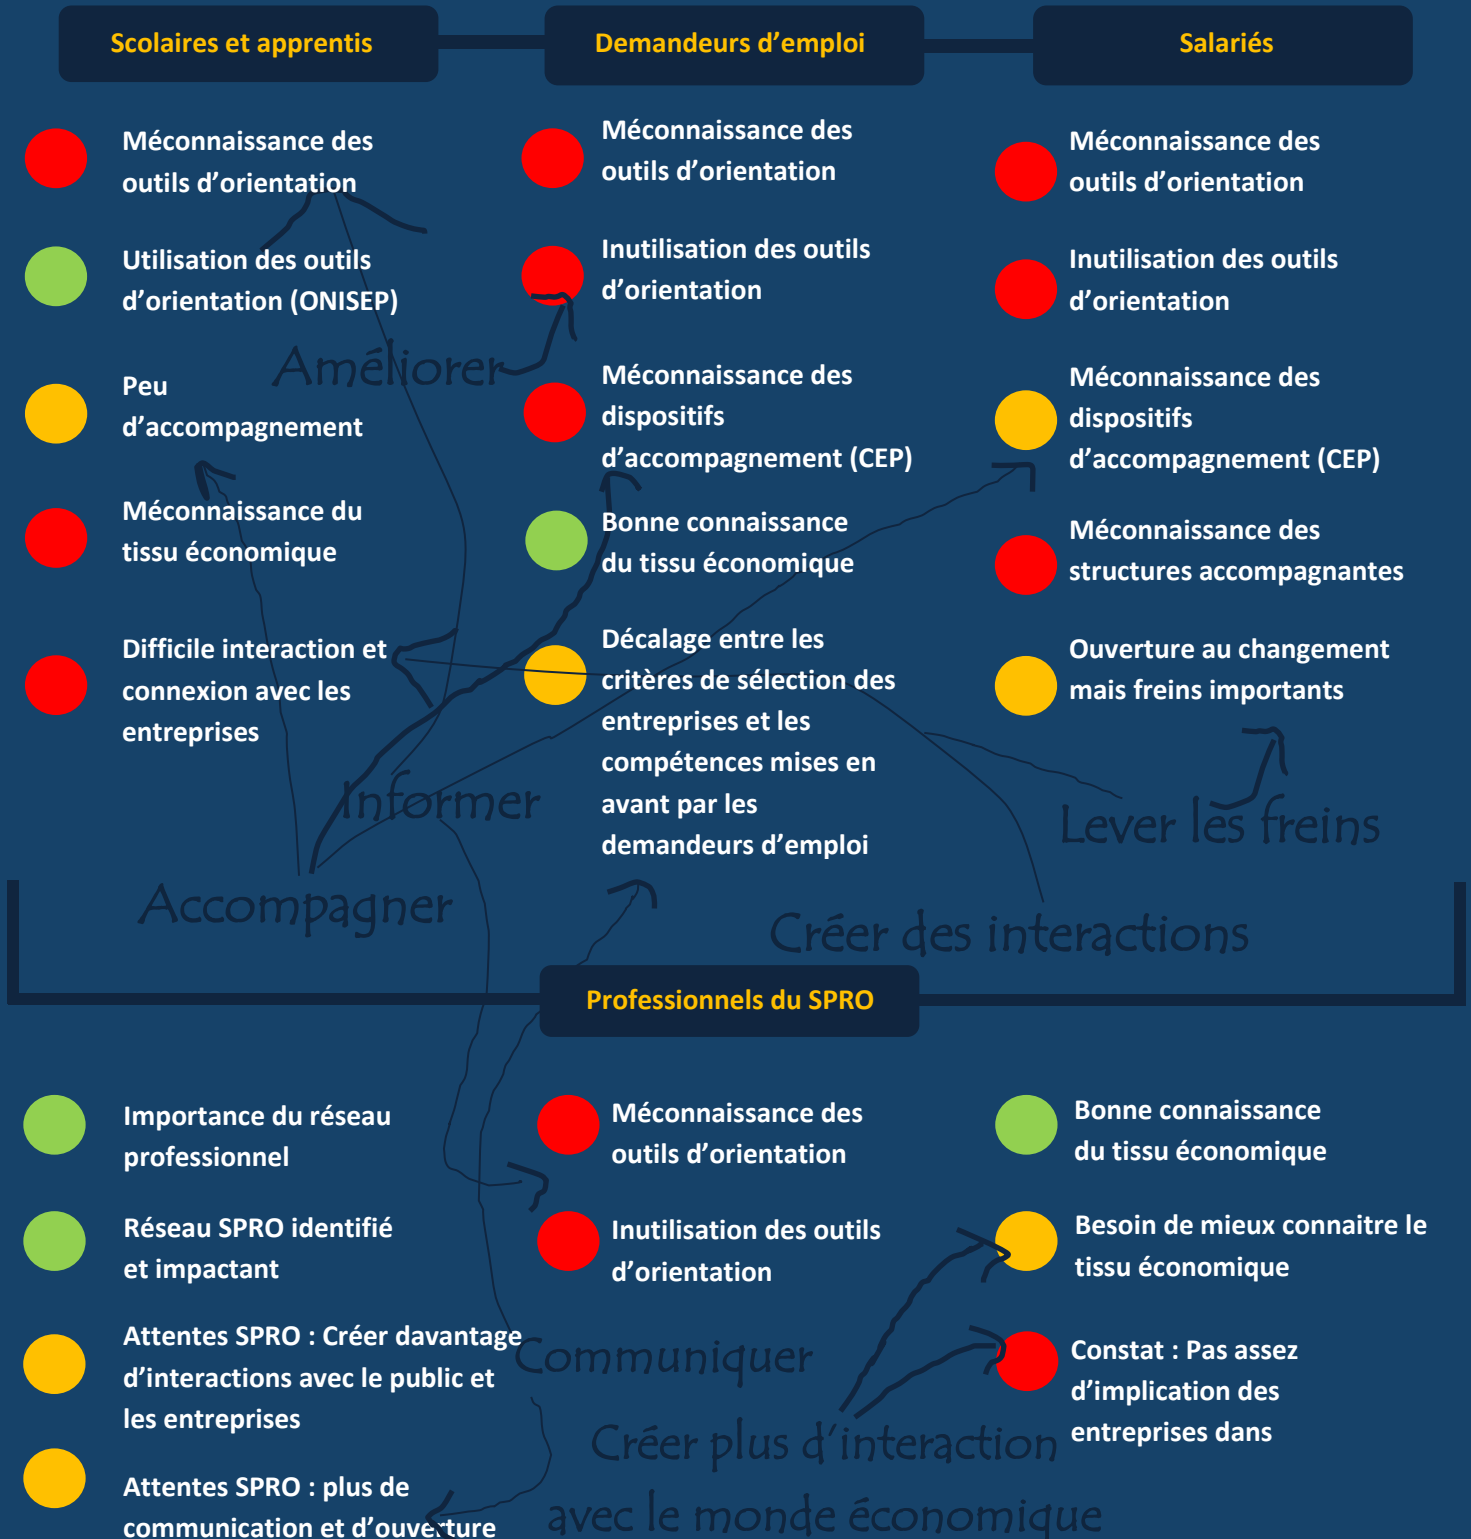 Scolaires et apprentis
Demandeurs d’emploi
Salariés
Méconnaissance des
outils d’orientation
Utilisation des outils
d’orientation (ONISEP)
Peu
d’accompagnement
Méconnaissance du
tissu économique
Difficile interaction et
connexion avec les
entreprises
Méconnaissance des
outils d’orientation
Inutilisation des outils
d’orientation
Méconnaissance des
dispositifs
d’accompagnement (CEP)
Bonne connaissance
du tissu économique
Décalage entre les
critères de sélection des
entreprises et les
compétences mises en
avant par les
demandeurs d’emploi
Méconnaissance des
outils d’orientation
Inutilisation des outils
d’orientation
Méconnaissance des
dispositifs
d’accompagnement (CEP)
Méconnaissance des
structures accompagnantes
Ouverture au changement
mais freins importants
Améliorer
Informer
Lever les freins
Accompagner
Créer des interactions
Professionnels du SPRO
Importance du réseau
professionnel
Réseau SPRO identifié
et impactant
Attentes SPRO : Créer davantage
d’interactions avec le public et
les entreprises
Attentes SPRO : plus de
communication et d’ouverture
Méconnaissance des
outils d’orientation
Inutilisation des outils
d’orientation
Bonne connaissance
du tissu économique
Besoin de mieux connaitre le
tissu économique
Constat : Pas assez
d’implication des
entreprises dans
Communiquer
Créer plus d’interaction
avec le monde économique